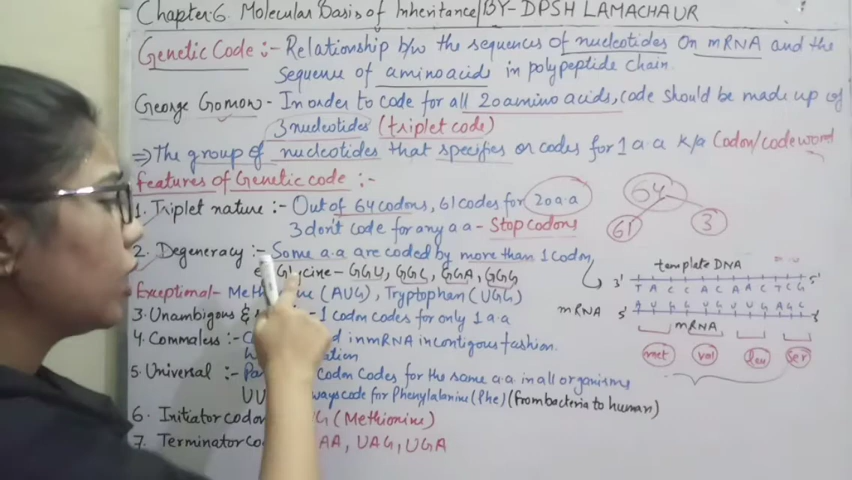 Chapter:6. Molecular Basis of Inheritance/BY-DPSH LAMACHAUR
Genetic Code :- Relationship b/w the sequences of nucleotides on mRNA and the
sequence of aminoacids in polypeptide chain.
George Gomow - In order to code for all 20 amino acids, code should be made up of
3 nucleotides (triplet code)
⇒ The group of nucleotides that specifies or codes for 1 a.a k/a Codon/codeword
features of Genetic code :-
1. Triplet nature :- Out of 64 codons, 61 codes for 20 a.a
3 don't code for any a a - Stop codons
64
61 3
2. Degeneracy :- Some a.a are coded by more than 1 codon,
Glycine - GGU, GGC, GGA, GGG
Exceptional - (AUG), Tryptophan (UGG)
3. Unambigous & - 1 codon codes for only 1 a.a
4. Commaless :- in mRNA in contigous fashion.
5. Universal :- codon codes for the same a.a in all organisms
UU code for Phenylalanine (Phe) (from bacteria to human)
6. Initiator codon (Methionine)
7. Terminator AA, UAG, UGA
template DNA
3' T A C C A C A A C T C G 5'
mRNA 5' A U G G U G U U G A G C 3'
mRNA
met val leu ser